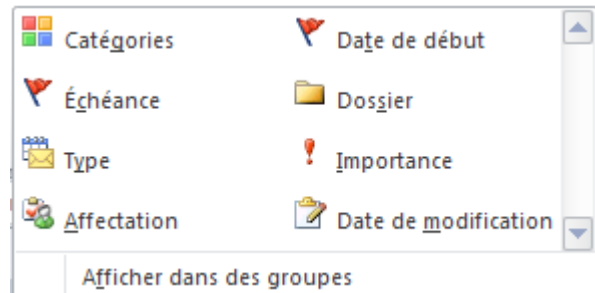 Catégories Date de début
Échéance Dossier
Type Importance
Affectation Date de modification
Afficher dans des groupes